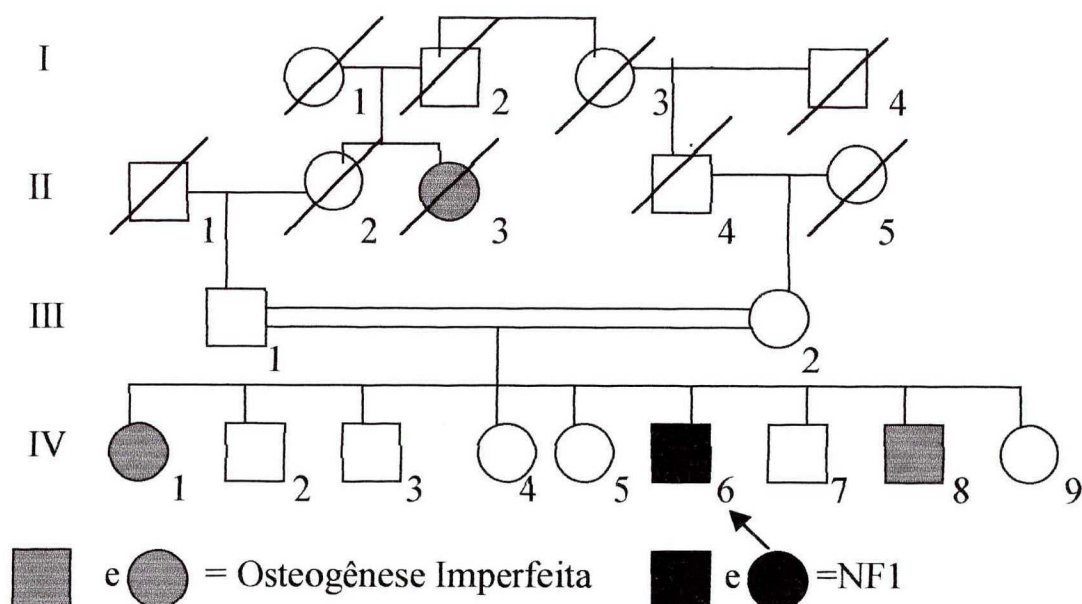 I
1 2 3 4
II
1 2 3 4 5
III
1 2
IV
1 2 3 4 5 6 7 8 9
e = Osteogênese Imperfeita e =NF1